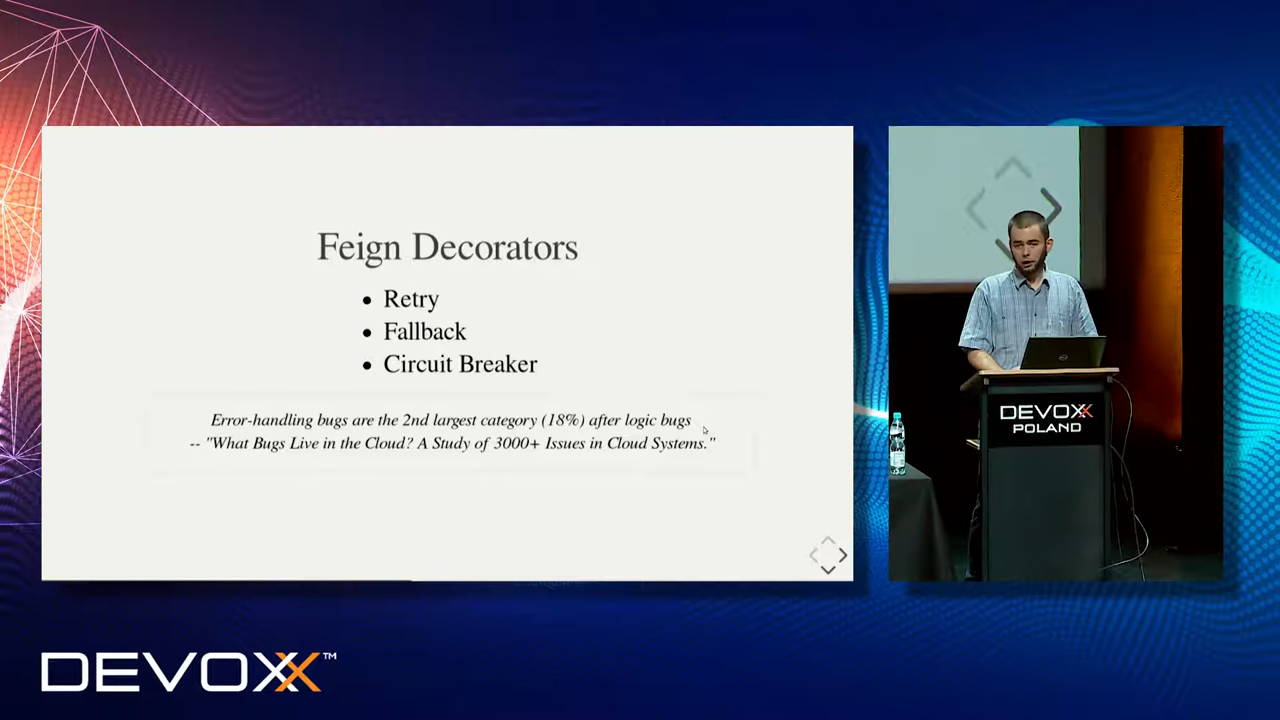 Feign Decorators
• Retry
• Fallback
• Circuit Breaker
Error-handling bugs are the 2nd largest category (18%) after logic bugs
-- "What Bugs Live in the Cloud? A Study of 3000+ Issues in Cloud Systems."
DEVOXX
POLAND
DEVOXX™